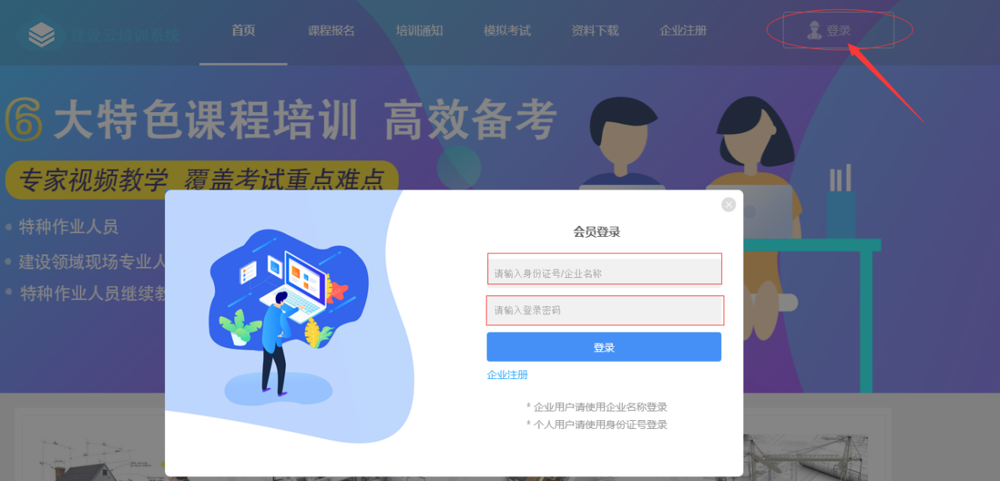 建设云培训系统
首页
课程报名
培训通知
模拟考试
资料下载
企业注册
登录
6大特色课程培训 高效备考
专家视频教学 覆盖考试重点难点
特种作业人员
建设领域现场专业人
特种作业人员继续教
会员登录
请输入身份证号/企业名称
请输入登录密码
登录
企业注册
* 企业用户请使用企业名称登录
* 个人用户请使用身份证号登录